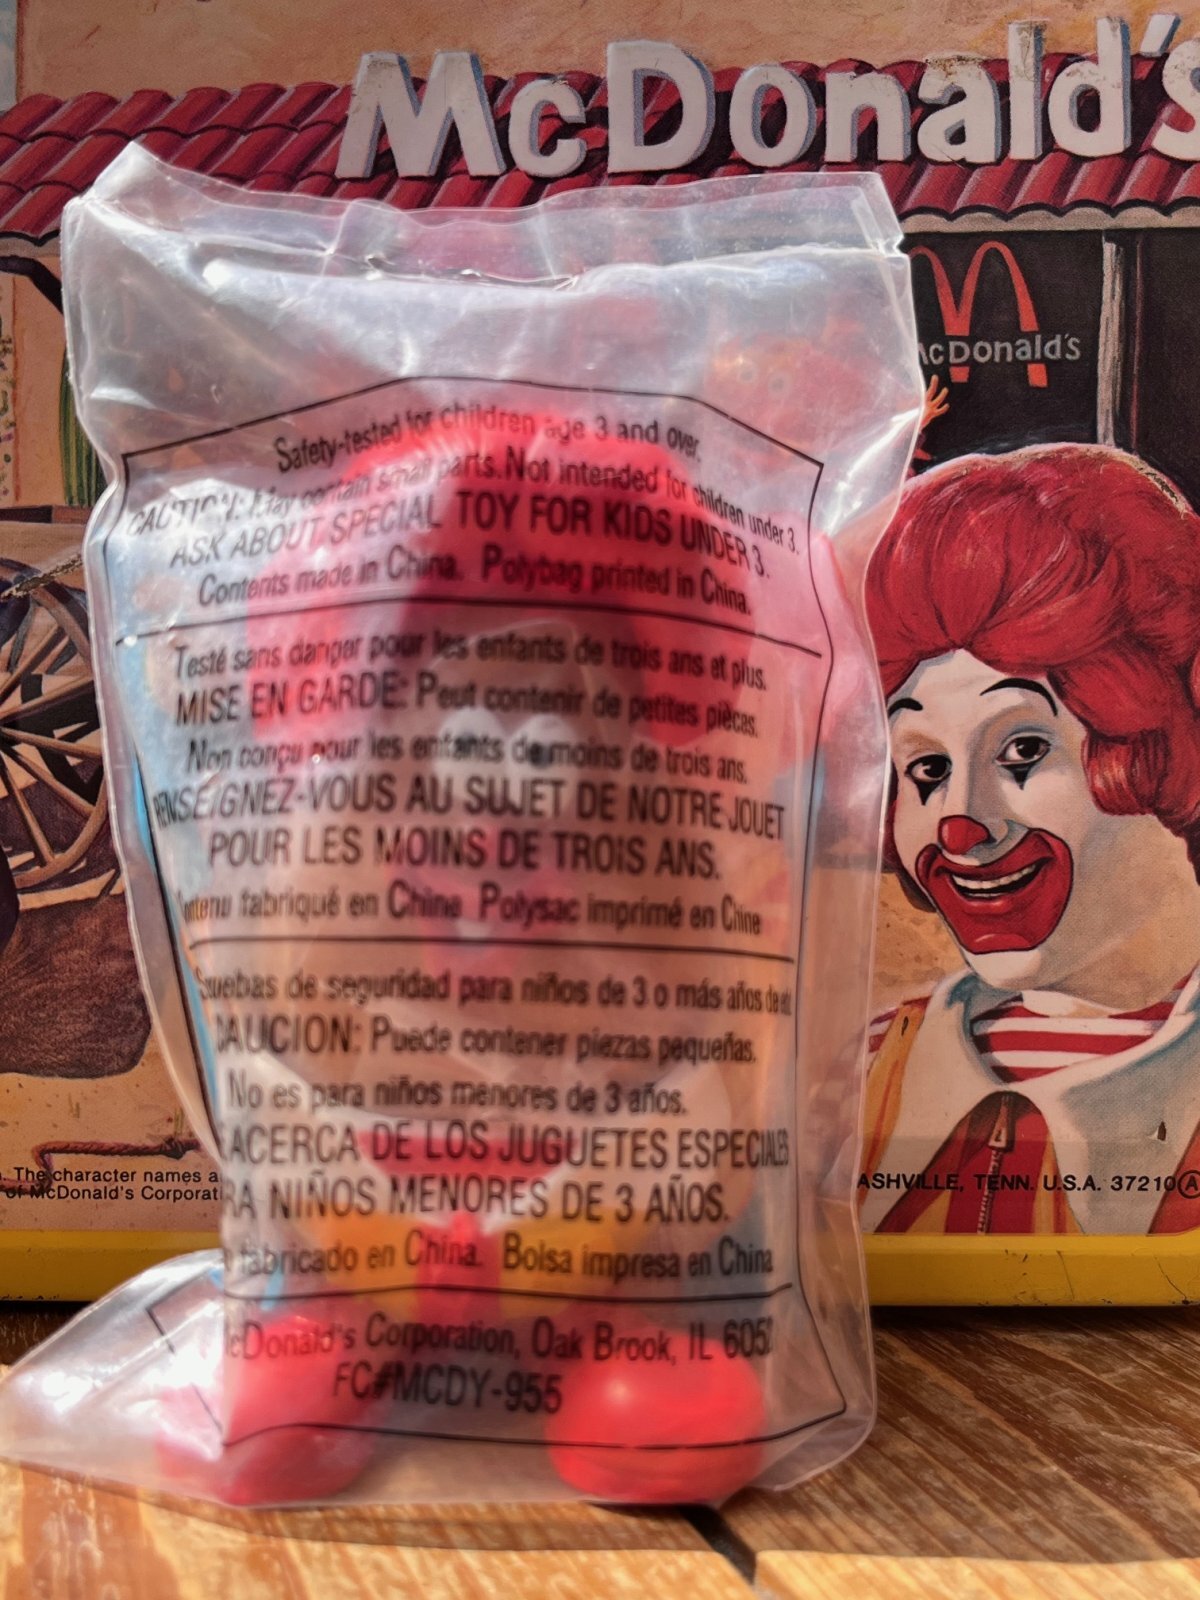 McDonald's
McDonald's
Safety-tested for children age 3 and over.
CAUTION: May contain small parts. Not intended for children under 3.
ASK ABOUT SPECIAL TOY FOR KIDS UNDER 3.
Contents made in China. Polybag printed in China.
Testé sans danger pour les enfants de trois ans et plus.
MISE EN GARDE: Peut contenir de petites pièces.
Non conçu pour les enfants de moins de trois ans.
RENSEIGNEZ-VOUS AU SUJET DE NOTRE JOUET
POUR LES MOINS DE TROIS ANS.
fabriqué en Chine Polysac imprimé en Chine
de seguridad para niños de 3 o más años de
CAUCION: Puede contener piezas pequeñas.
No es para niños menores de 3 años.
ACERCA DE LOS JUGUETES ESPECIALES
RA NIÑOS MENORES DE 3 AÑOS.
fabricado en China. Bolsa impresa en China
McDonald's Corporation, Oak Brook, IL 605
FC#MCDY-955
. The character names a
of McDonald's Corporati
ASHVILLE, TENN. U.S.A. 37210 A